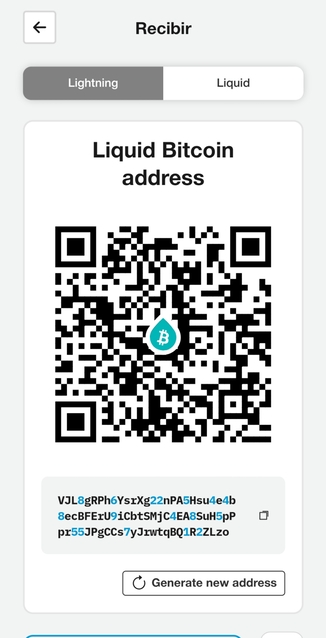 Recibir
Lightning
Liquid
Liquid Bitcoin
address
VJL8gRPh6YsrXg22nPA5Hsu4e4b
8ecBFErU9iCbtSMjC4EA8SuH5pP
pr55JPgCCs7yJrwtqBQ1R2ZLzo
Generate new address